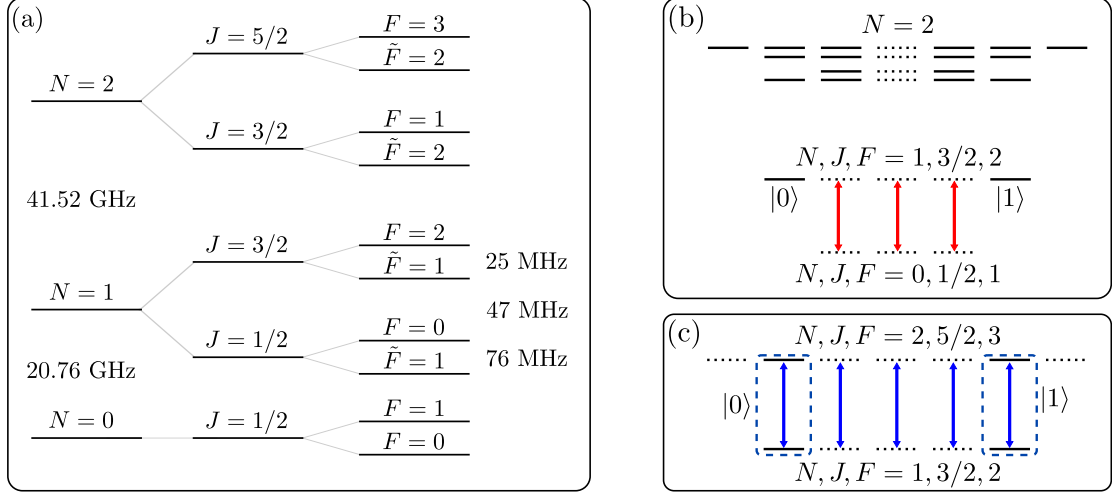 (a)
J = 5/2
F = 3
F̃ = 2
N = 2
J = 3/2
F = 1
F̃ = 2
41.52 GHz
J = 3/2
F = 2
F̃ = 1
25 MHz
N = 1
47 MHz
J = 1/2
F = 0
F̃ = 1
76 MHz
20.76 GHz
N = 0
J = 1/2
F = 1
F = 0
(b)
N = 2
N, J, F = 1, 3/2, 2
|0⟩
|1⟩
N, J, F = 0, 1/2, 1
(c)
N, J, F = 2, 5/2, 3
|0⟩
|1⟩
N, J, F = 1, 3/2, 2